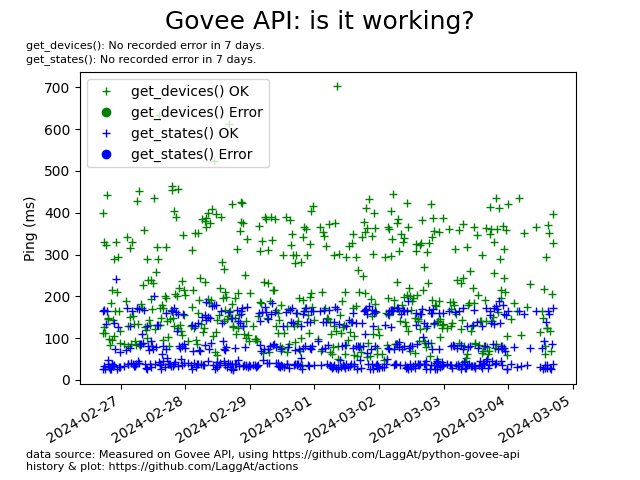 Govee API: is it working?
get_devices(): No recorded error in 7 days.
get_states(): No recorded error in 7 days.
get_devices() OK
get_devices() Error
get_states() OK
get_states() Error
Ping (ms)
700
600
500
400
300
200
100
0
2024-02-27
2024-02-28
2024-02-29
2024-03-01
2024-03-02
2024-03-03
2024-03-04
2024-03-05
data source: Measured on Govee API, using https://github.com/LaggAt/python-govee-api
history & plot: https://github.com/LaggAt/actions